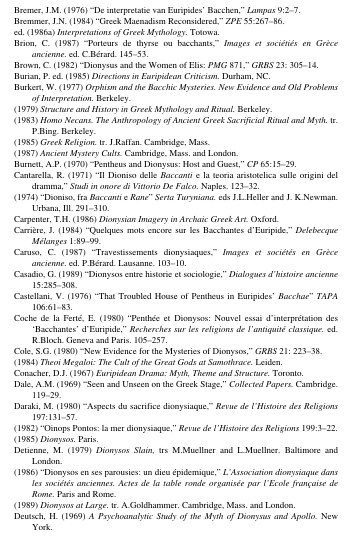 Bremer, J.M. (1976) "De interpretatie van Euripides' Bacchen," Lampas 9:2–7.
Bremmer, J.N. (1984) "Greek Maenadism Reconsidered," ZPE 55:267–86.
ed. (1986a) Interpretations of Greek Mythology. Totowa.
Brion, C. (1987) "Porteurs de thyrse ou bacchants," Images et sociétiés en Grèce
ancienne. ed. C.Bérard. 145–53.
Brown, C. (1982) "Dionysus and the Women of Elis: PMG 871," GRBS 23: 305–14.
Burian, P. ed. (1985) Directions in Euripidean Criticism. Durham, NC.
Burkert, W. (1977) Orphism and the Bacchic Mysteries. New Evidence and Old Problems
of Interpretation. Berkeley.
(1979) Structure and History in Greek Mythology and Ritual. Berkeley.
(1983) Homo Necans. The Anthropology of Ancient Greek Sacrificial Ritual and Myth. tr.
P.Bing. Berkeley.
(1985) Greek Religion. tr. J.Raffan. Cambridge, Mass.
(1987) Ancient Mystery Cults. Cambridge, Mass. and London.
Burnett, A.P. (1970) "Pentheus and Dionysus: Host and Guest," CP 65:15–29.
Cantarella, R. (1971) "Il Dioniso delle Baccanti e la teoria aristotelica sulle origini del
dramma," Studi in onore di Vittorio De Falco. Naples. 123–32.
(1974) "Dioniso, fra Baccanti e Rane" Serta Turyniana. eds J.L.Heller and J. K.Newman.
Urbana, Ill. 291–310.
Carpenter, T.H. (1986) Dionysian Imagery in Archaic Greek Art. Oxford.
Carrière, J. (1984) "Quelques mots encore sur les Bacchantes d'Euripide," Delebecque
Mélanges 1:89–99.
Caruso, C. (1987) "Travestissements dionysiaques," Images et sociétés en Grèce
ancienne. ed. P.Bérard. Lausanne. 103–10.
Casadio, G. (1989) "Dionysos entre histoire et sociologie," Dialogues d'histoire ancienne
15:285–308.
Castellani, V. (1976) "That Troubled House of Pentheus in Euripides' Bacchae" TAPA
106:61–83.
Coche de la Ferté, E. (1980) "Penthée et Dionysos: Nouvel essai d'interprétation des
'Bacchantes' d'Euripide," Recherches sur les religions de l'antiquité classique. ed.
R.Bloch. Geneva and Paris. 105–257.
Cole, S.G. (1980) "New Evidence for the Mysteries of Dionysos," GRBS 21: 223–38.
(1984) Theoi Megaloi: The Cult of the Great Gods at Samothrace. Leiden.
Conacher, D.J. (1967) Euripidean Drama: Myth, Theme and Structure. Toronto.
Dale, A.M. (1969) "Seen and Unseen on the Greek Stage," Collected Papers. Cambridge.
119–29.
Daraki, M. (1980) "Aspects du sacrifice dionysiaque," Revue de l'Histoire des Religions
197:131–57.
(1982) "Oinops Pontos: la mer dionysiaque," Revue de l'Histoire des Religions 199:3–22.
(1985) Dionysos. Paris.
Detienne, M. (1979) Dionysos Slain, trs M.Muellner and L.Muellner. Baltimore and
London.
(1986) "Dionysos en ses parousies: un dieu épidemique," L'Association dionysiaque dans
les sociétés anciennes. Actes de la table ronde organisée par l'Ecole française de
Rome. Paris and Rome.
(1989) Dionysos at Large. tr. A.Goldhammer. Cambridge, Mass. and London.
Deutsch, H. (1969) A Psychoanalytic Study of the Myth of Dionysus and Apollo. New
York.